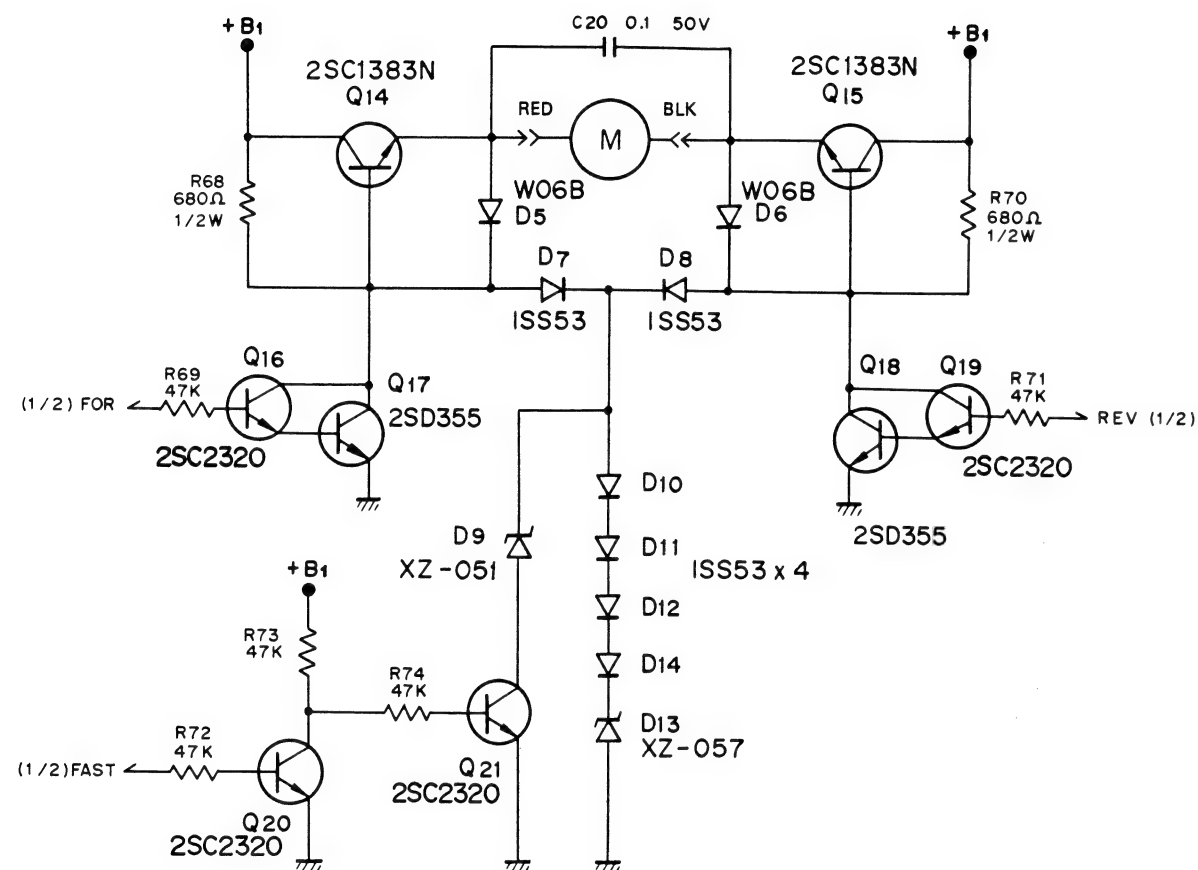 +B1
C20 0.1 50V
+B1
2SC1383N
Q14
2SC1383N
Q15
RED
M
BLK
R68
680Ω
1/2W
W06B
D5
W06B
D6
R70
680Ω
1/2W
D7
1SS53
D8
1SS53
(1/2) FOR
R69
47K
Q16
2SC2320
Q17
2SD355
Q18
2SD355
Q19
2SC2320
R71
47K
REV (1/2)
D9
XZ-051
D10
D11
D12
D14
1SS53 x 4
D13
XZ-057
+B1
R73
47K
R74
47K
Q21
2SC2320
(1/2)FAST
R72
47K
Q20
2SC2320